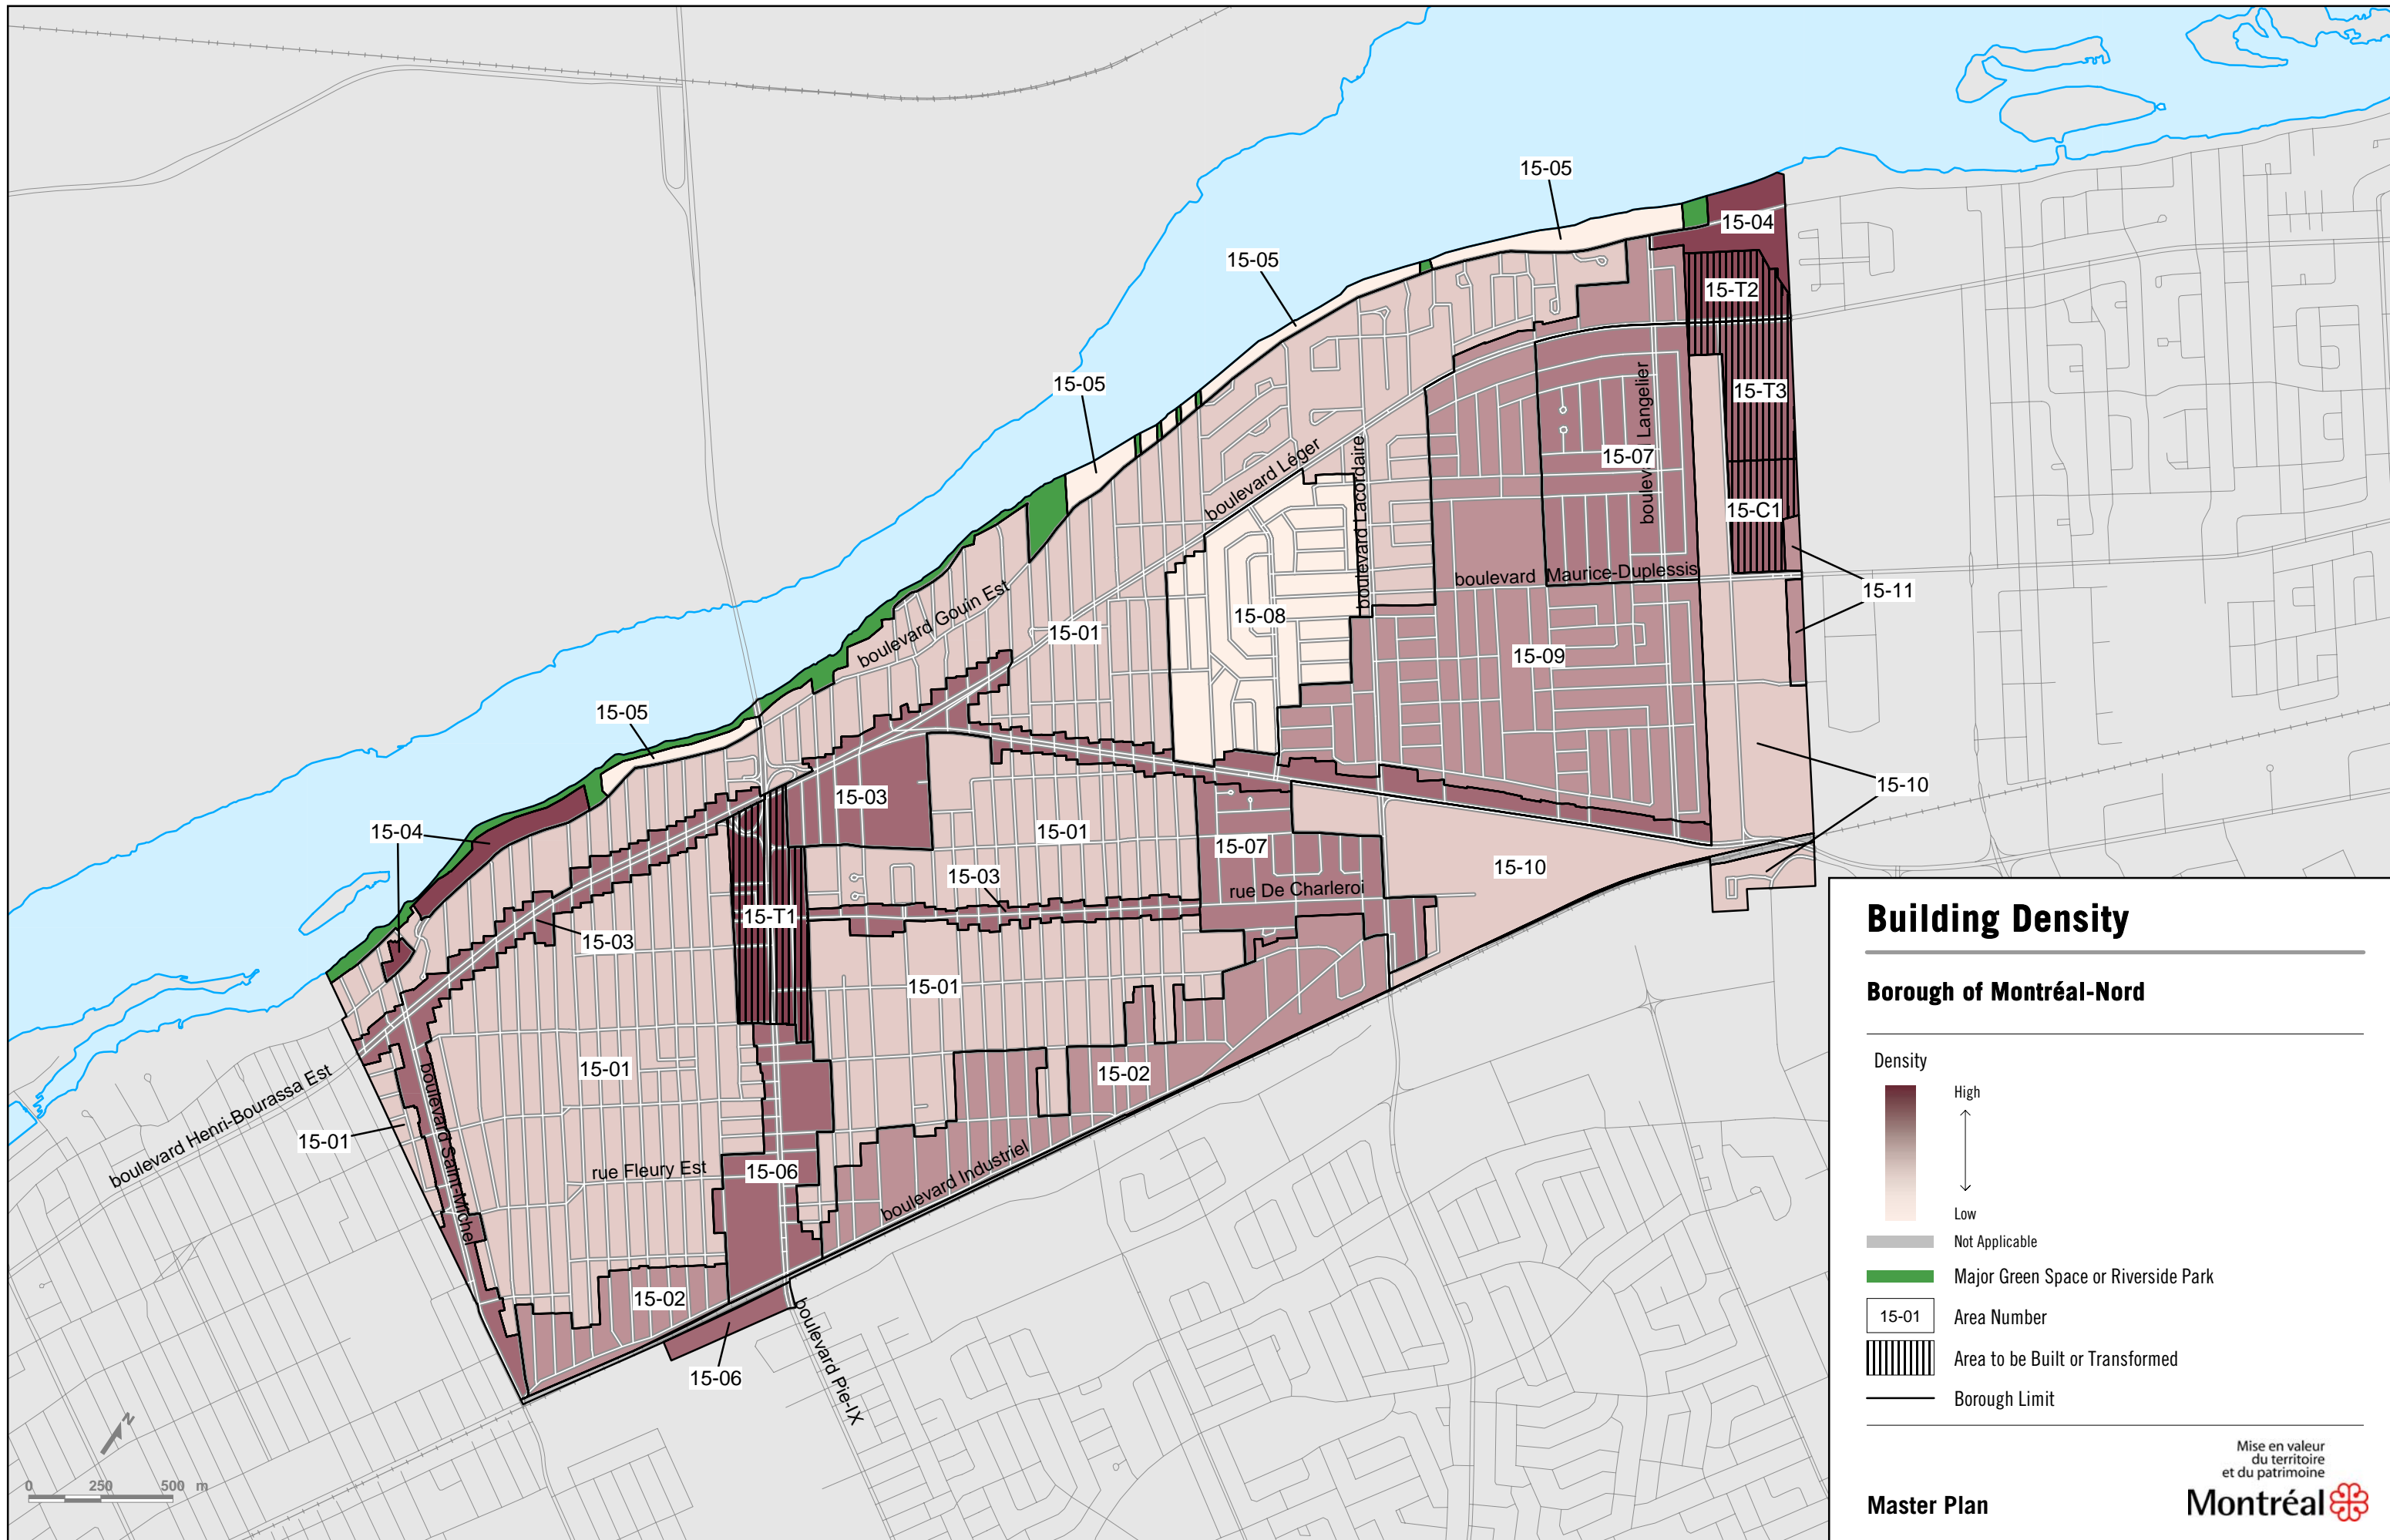 15-05
15-04
15-05
15-T2
15-05
15-T3
boulevard Langelier
15-07
boulevard Léger
boulevard Lacordaire
15-C1
boulevard Maurice-Duplessis
15-11
boulevard Gouin Est
15-08
15-01
15-09
15-05
15-10
15-03
15-04
15-01
15-07
15-10
15-03
rue De Charleroi
15-T1
15-03
15-01
15-01
15-02
boulevard Henri-Bourassa Est
15-01
boulevard Saint-Michel
rue Fleury Est
15-06
boulevard Industriel
15-02
15-06
boulevard Pie-IX
N
0 250 500 m
Building Density
Borough of Montréal-Nord
Density
High
Low
Not Applicable
Major Green Space or Riverside Park
15-01 Area Number
Area to be Built or Transformed
Borough Limit
Mise en valeur
du territoire
et du patrimoine
Master Plan
Montréal